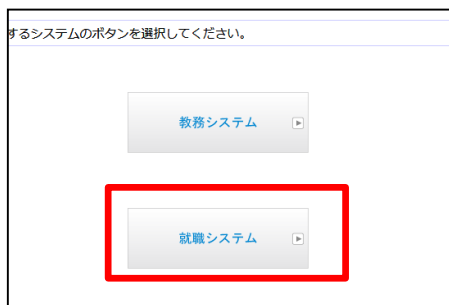 するシステムのボタンを選択してください。
教務システム
就職システム